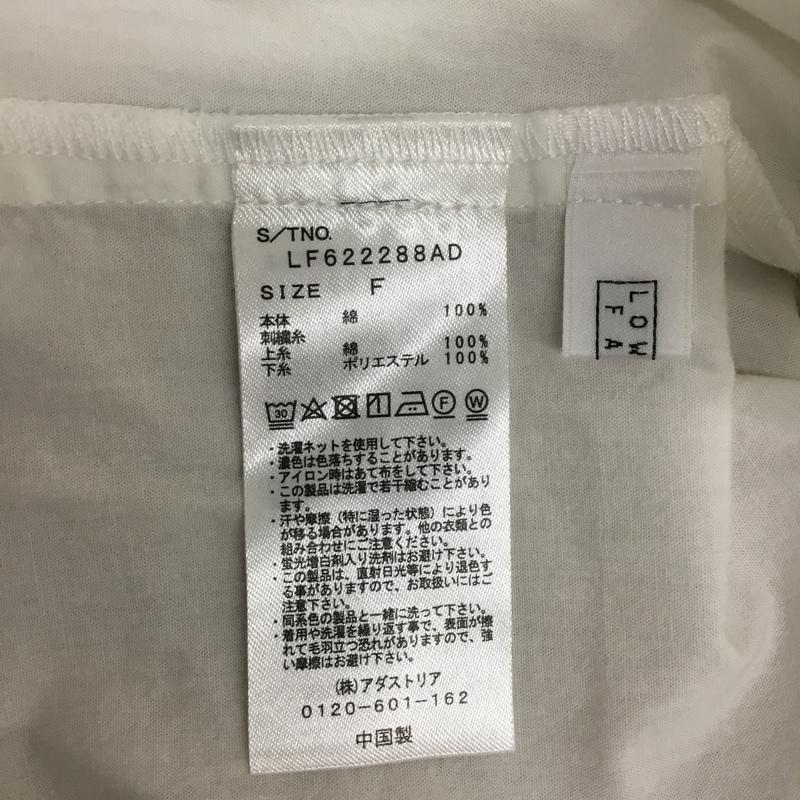 S/TNO.
LF622288AD
SIZE F
本体 綿 100%
刺繍糸
上糸 綿 100%
下糸 ポリエステル 100%
30 F W
・洗濯ネットを使用して下さい。
・濃色は色落ちすることがあります。
・アイロン時はあて布をして下さい。
・この製品は洗濯で若干縮むことがあり
ます。
・汗や摩擦（特に湿った状態）により色
が移る場合があります。他の衣類との
組み合わせにご注意ください。
・蛍光増白剤入り洗剤はお避け下さい。
・この製品は、直射日光等により退色す
る事がありますので、お取扱いにはご
注意下さい。
・同系色の製品と一緒に洗って下さい。
・着用や洗濯を繰り返す事で、表面が擦
れて毛羽立つ恐れがありますので、強
い摩擦はお避け下さい。
(株)アダストリア
0120-601-162
中国製
LOW
FA